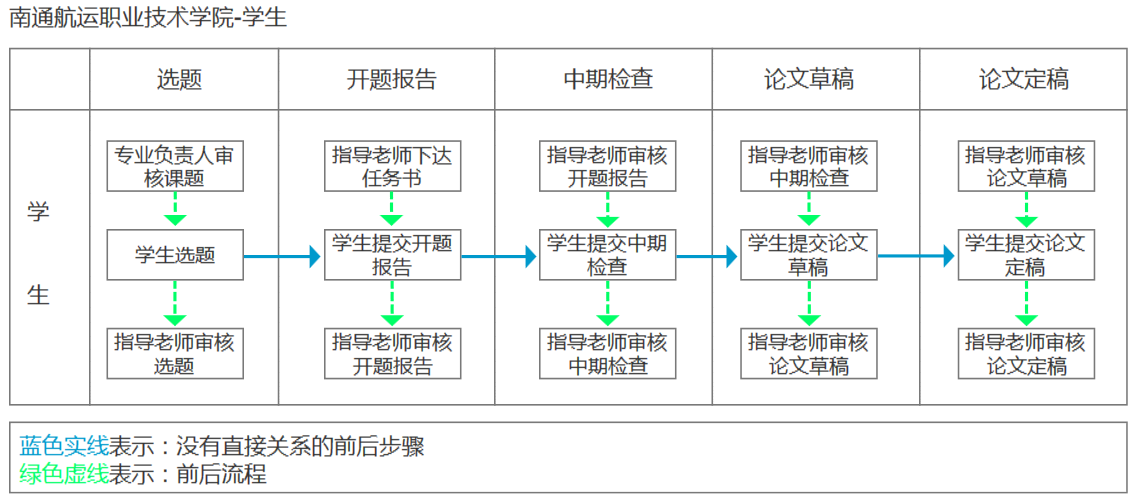 南通航运职业技术学院-学生
选题 开题报告 中期检查 论文草稿 论文定稿
学
生
专业负责人审
核课题
学生选题
指导老师审核
选题
指导老师下达
任务书
学生提交开题
报告
指导老师审核
开题报告
指导老师审核
开题报告
学生提交中期
检查
指导老师审核
中期检查
指导老师审核
中期检查
学生提交论文
草稿
指导老师审核
论文草稿
指导老师审核
论文草稿
学生提交论文
定稿
指导老师审核
论文定稿
蓝色实线表示：没有直接关系的前后步骤
绿色虚线表示：前后流程